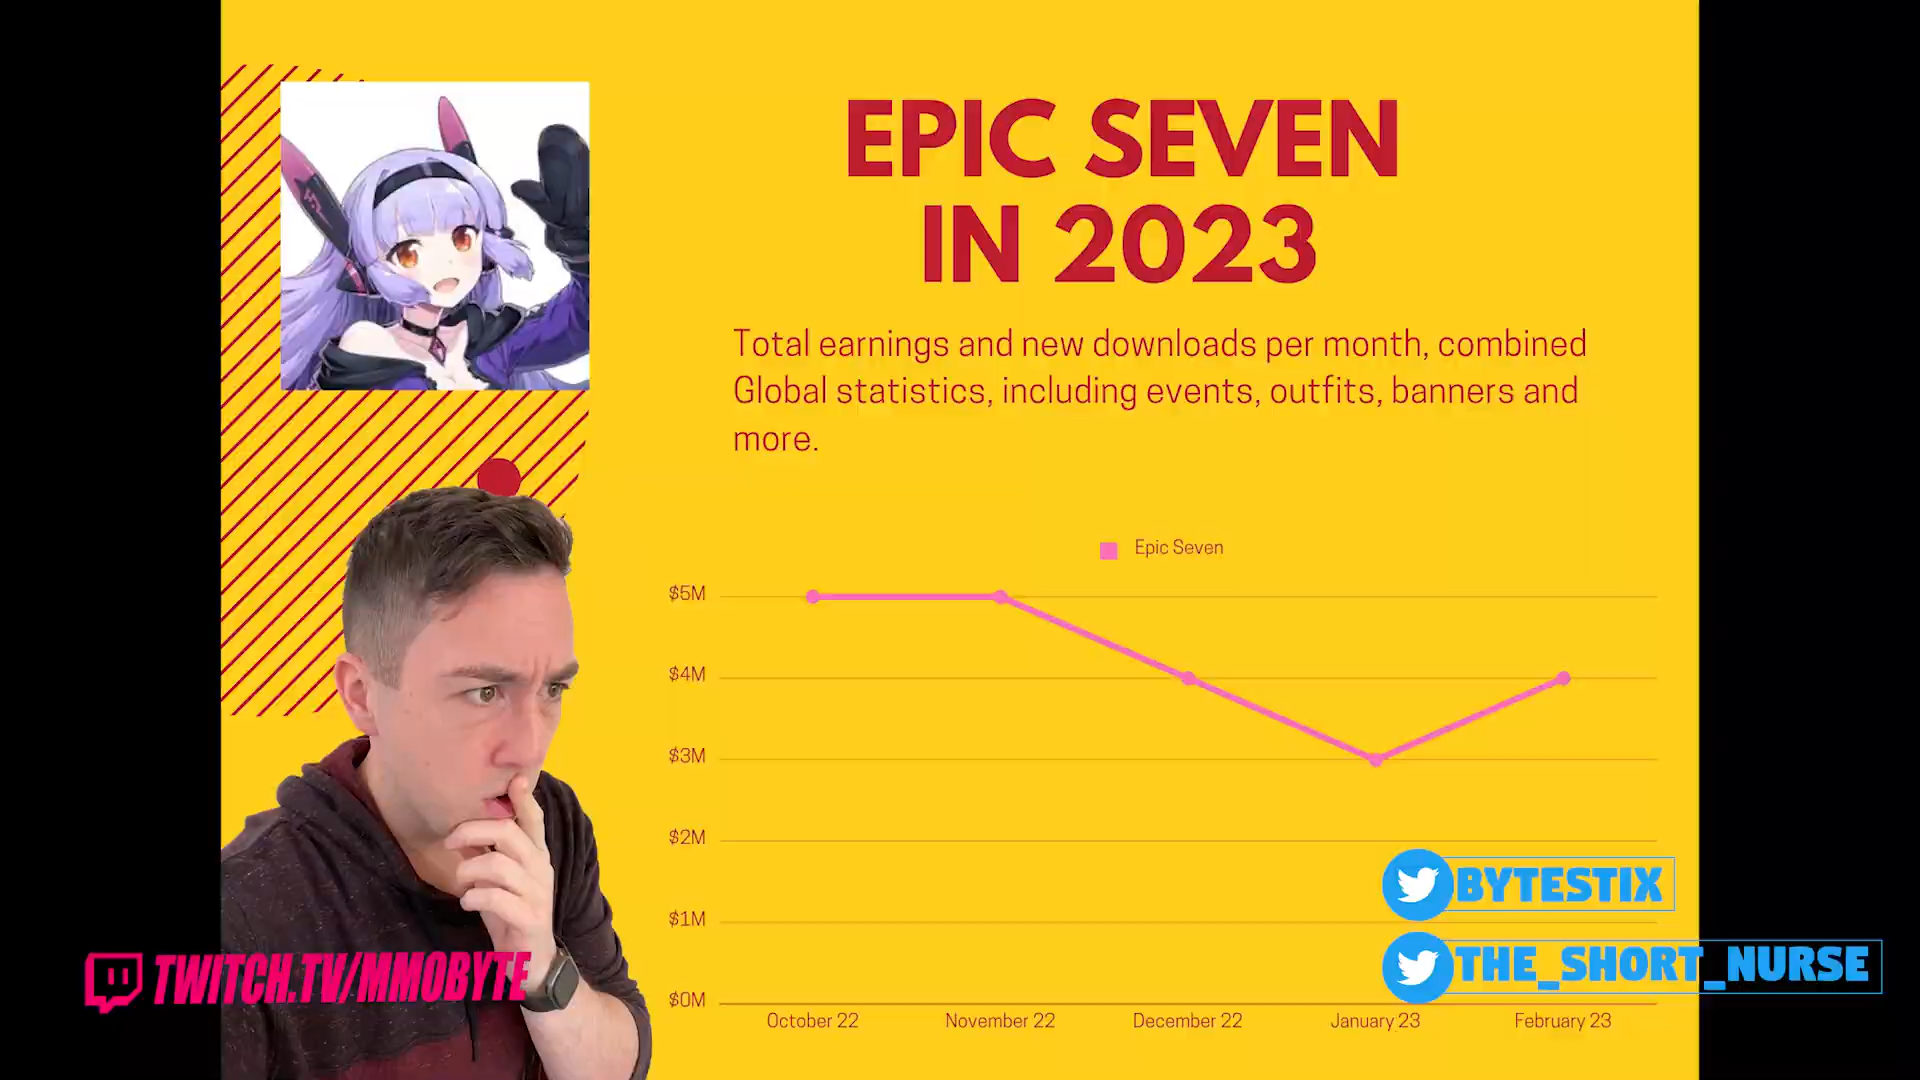 EPIC SEVEN
IN 2023
Total earnings and new downloads per month, combined
Global statistics, including events, outfits, banners and
more.
Epic Seven
$5M
$4M
$3M
$2M
$1M
$0M
October 22
November 22
December 22
January 23
February 23
BYTESTIX
THE_SHORT_NURSE
TWITCH.TV/MMOBYTE